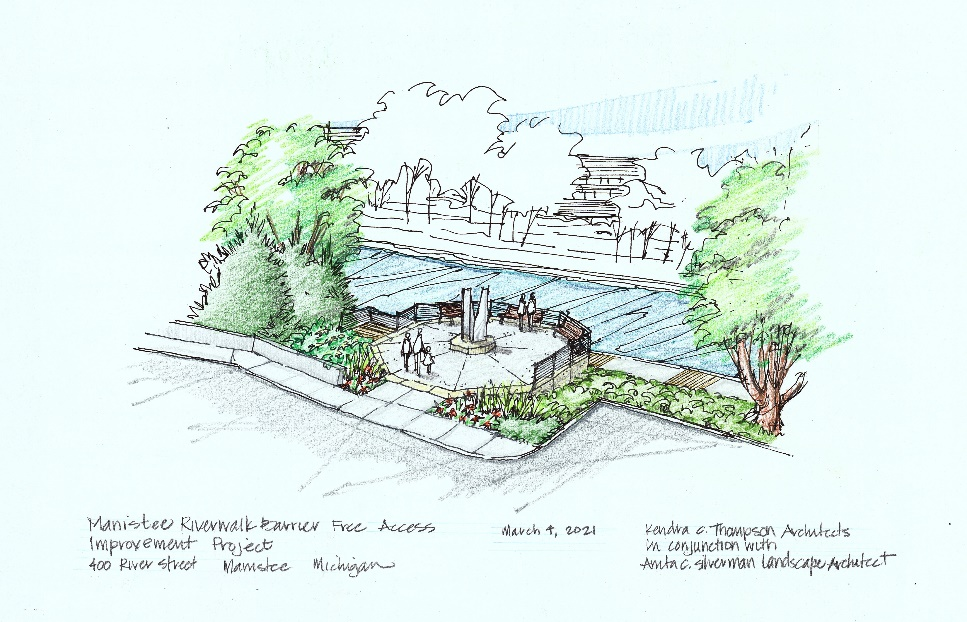 Manistee Riverwalk Barrier Free Access
Improvement Project
400 River Street Manistee Michigan
March 4, 2021
Kendra C. Thompson Architects
in conjunction with
Anita C. Silverman Landscape Architect